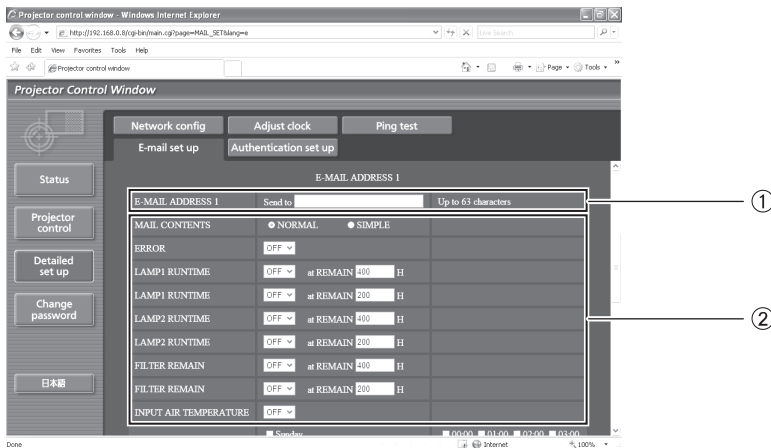 Projector control window - Windows Internet Explorer
http://192.168.0.8/cgi-bin/main.cgi?page=MAIL_SET&lang=e
Live Search
File Edit View Favorites Tools Help
Projector control window
Page Tools »
Projector Control Window
Network config Adjust clock Ping test
E-mail set up Authentication set up
Status
Projector control
Detailed set up
Change password
日本語
E-MAIL ADDRESS 1
E-MAIL ADDRESS 1 Send to Up to 63 characters
①
MAIL CONTENTS NORMAL SIMPLE
ERROR OFF
LAMP1 RUNTIME OFF at REMAIN 400 H
LAMP1 RUNTIME OFF at REMAIN 200 H
LAMP2 RUNTIME OFF at REMAIN 400 H
②
LAMP2 RUNTIME OFF at REMAIN 200 H
FILTER REMAIN OFF at REMAIN 400 H
FILTER REMAIN OFF at REMAIN 200 H
INPUT AIR TEMPERATURE OFF
Sunday 00:00 01:00 02:00 03:00
Done Internet 100%